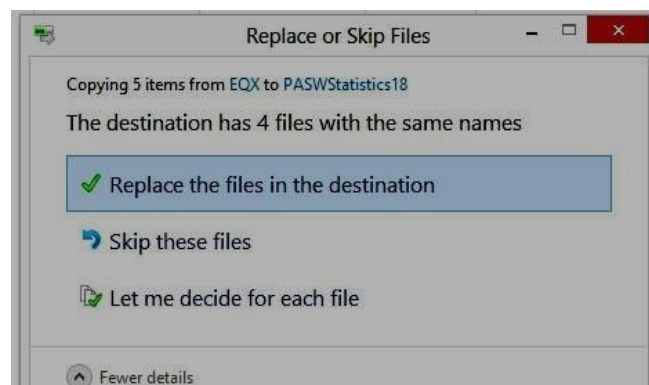 Replace or Skip Files
Copying 5 items from EQX to PASWStatistics18
The destination has 4 files with the same names
Replace the files in the destination
Skip these files
Let me decide for each file
Fewer details